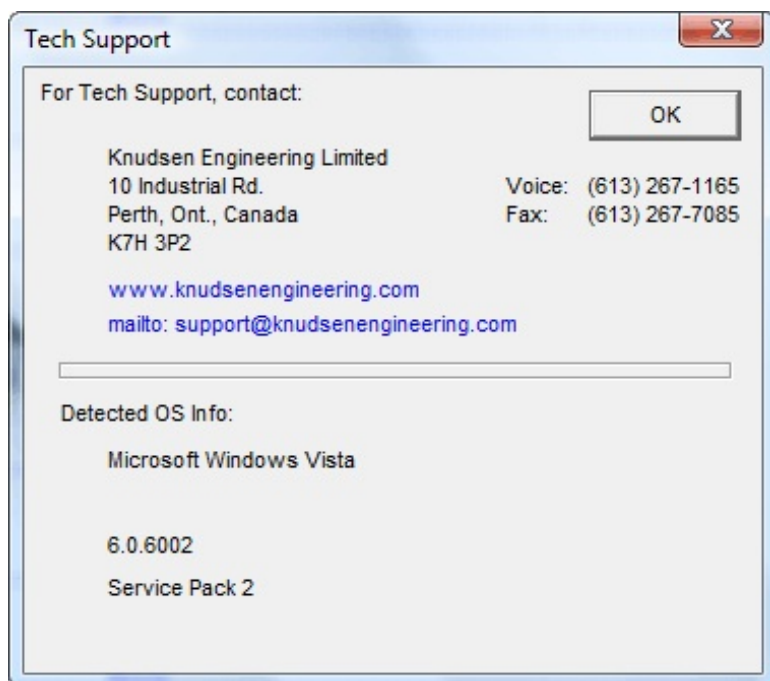 Tech Support
X
For Tech Support, contact:
OK
Knudsen Engineering Limited
10 Industrial Rd.
Voice: (613) 267-1165
Perth, Ont., Canada
Fax: (613) 267-7085
K7H 3P2
www.knudsenengineering.com
mailto: support@knudsenengineering.com
Detected OS Info:
Microsoft Windows Vista
6.0.6002
Service Pack 2